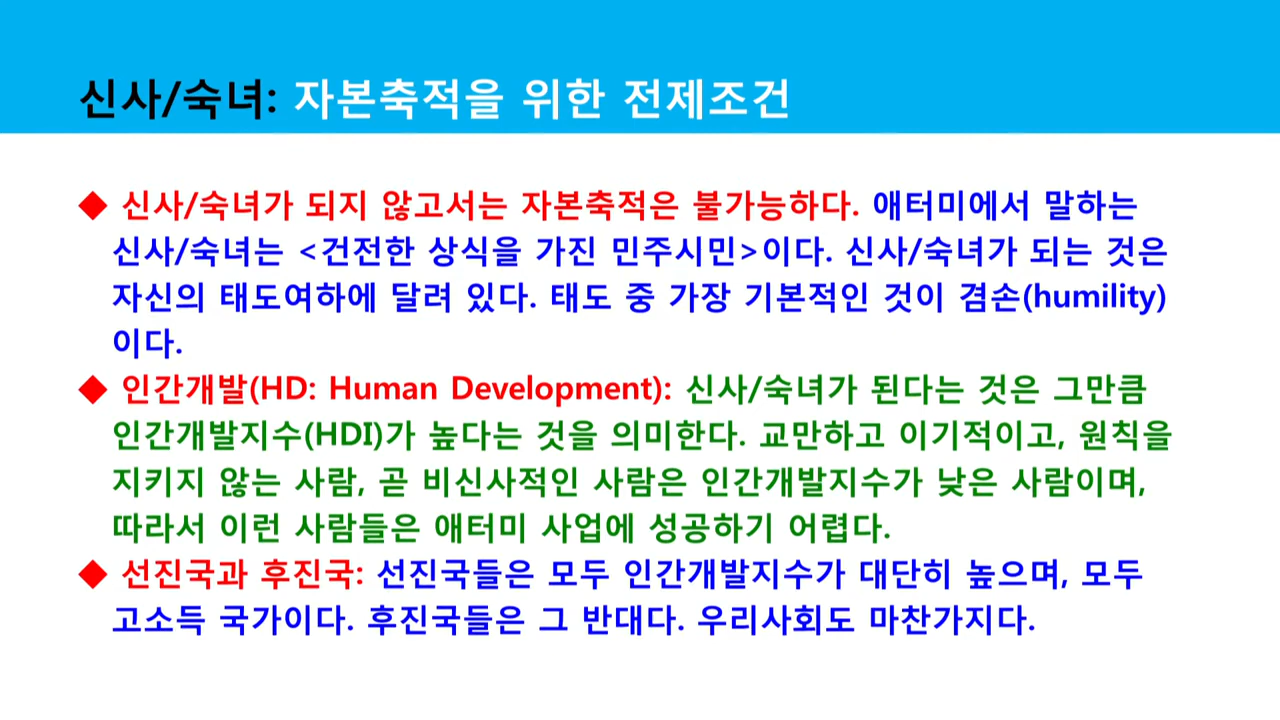 신사/숙녀: 자본축적을 위한 전제조건
◆ 신사/숙녀가 되지 않고서는 자본축적은 불가능하다. 애터미에서 말하는
신사/숙녀는 <건전한 상식을 가진 민주시민>이다. 신사/숙녀가 되는 것은
자신의 태도여하에 달려 있다. 태도 중 가장 기본적인 것이 겸손(humility)
이다.
◆ 인간개발(HD: Human Development): 신사/숙녀가 된다는 것은 그만큼
인간개발지수(HDI)가 높다는 것을 의미한다. 교만하고 이기적이고, 원칙을
지키지 않는 사람, 곧 비신사적인 사람은 인간개발지수가 낮은 사람이며,
따라서 이런 사람들은 애터미 사업에 성공하기 어렵다.
◆ 선진국과 후진국: 선진국들은 모두 인간개발지수가 대단히 높으며, 모두
고소득 국가이다. 후진국들은 그 반대다. 우리사회도 마찬가지다.